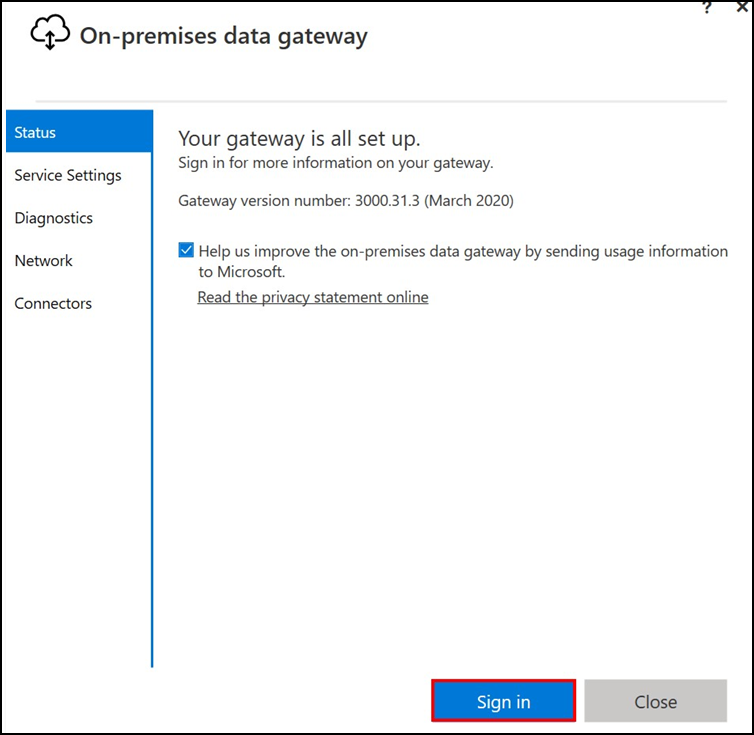 ? ×
On-premises data gateway
Status
Service Settings
Diagnostics
Network
Connectors
Your gateway is all set up.
Sign in for more information on your gateway.
Gateway version number: 3000.31.3 (March 2020)
Help us improve the on-premises data gateway by sending usage information
to Microsoft.
Read the privacy statement online
Sign in
Close